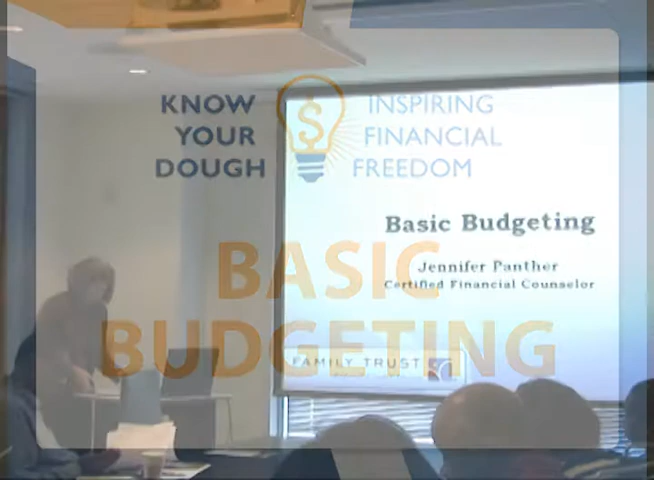 KNOW
YOUR
DOUGH
INSPIRING
FINANCIAL
FREEDOM
Basic Budgeting
Jennifer Panther
Certified Financial Counselor
BASIC
BUDGETING
FAMILY TRUST